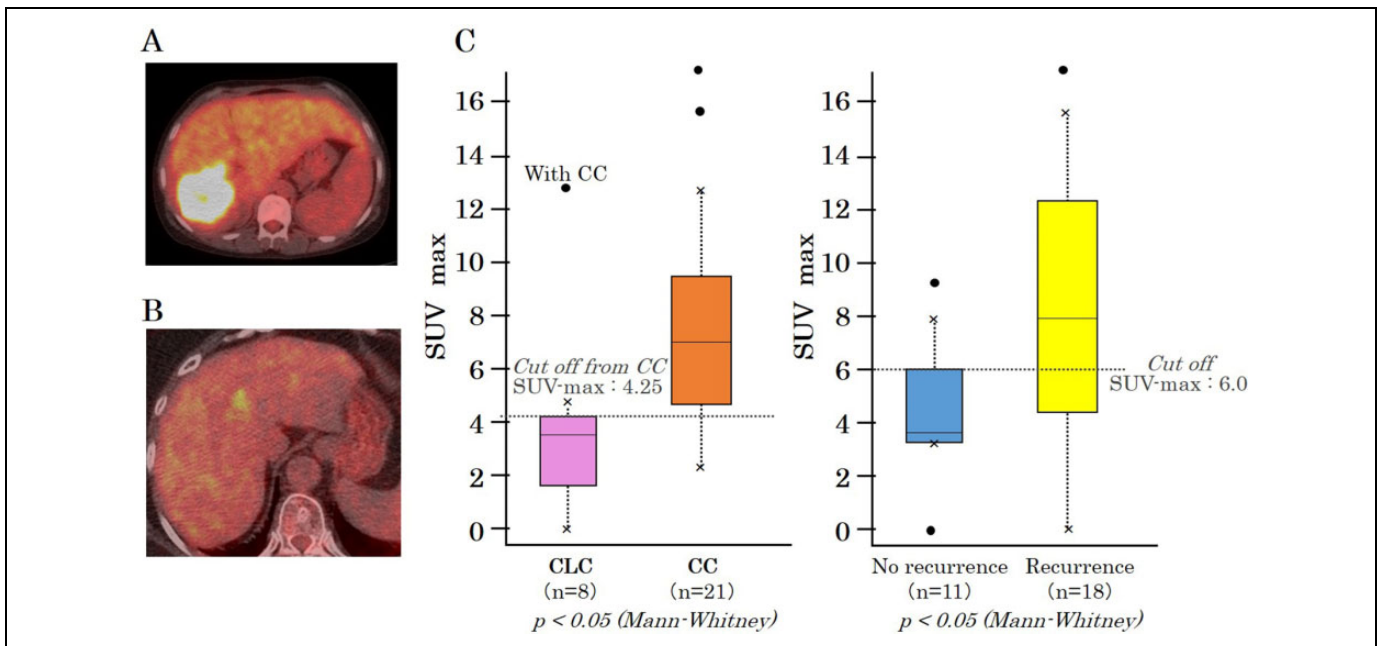 A
B
C
SUV max
16
14
12
10
8
6
4
2
0
With CC
Cut off from CC
SUV-max : 4.25
CLC
(n=8)
CC
(n=21)
p < 0.05 (Mann-Whitney)
SUV max
16
14
12
10
8
6
4
2
0
Cut off
SUV-max : 6.0
No recurrence
(n=11)
Recurrence
(n=18)
p < 0.05 (Mann-Whitney)